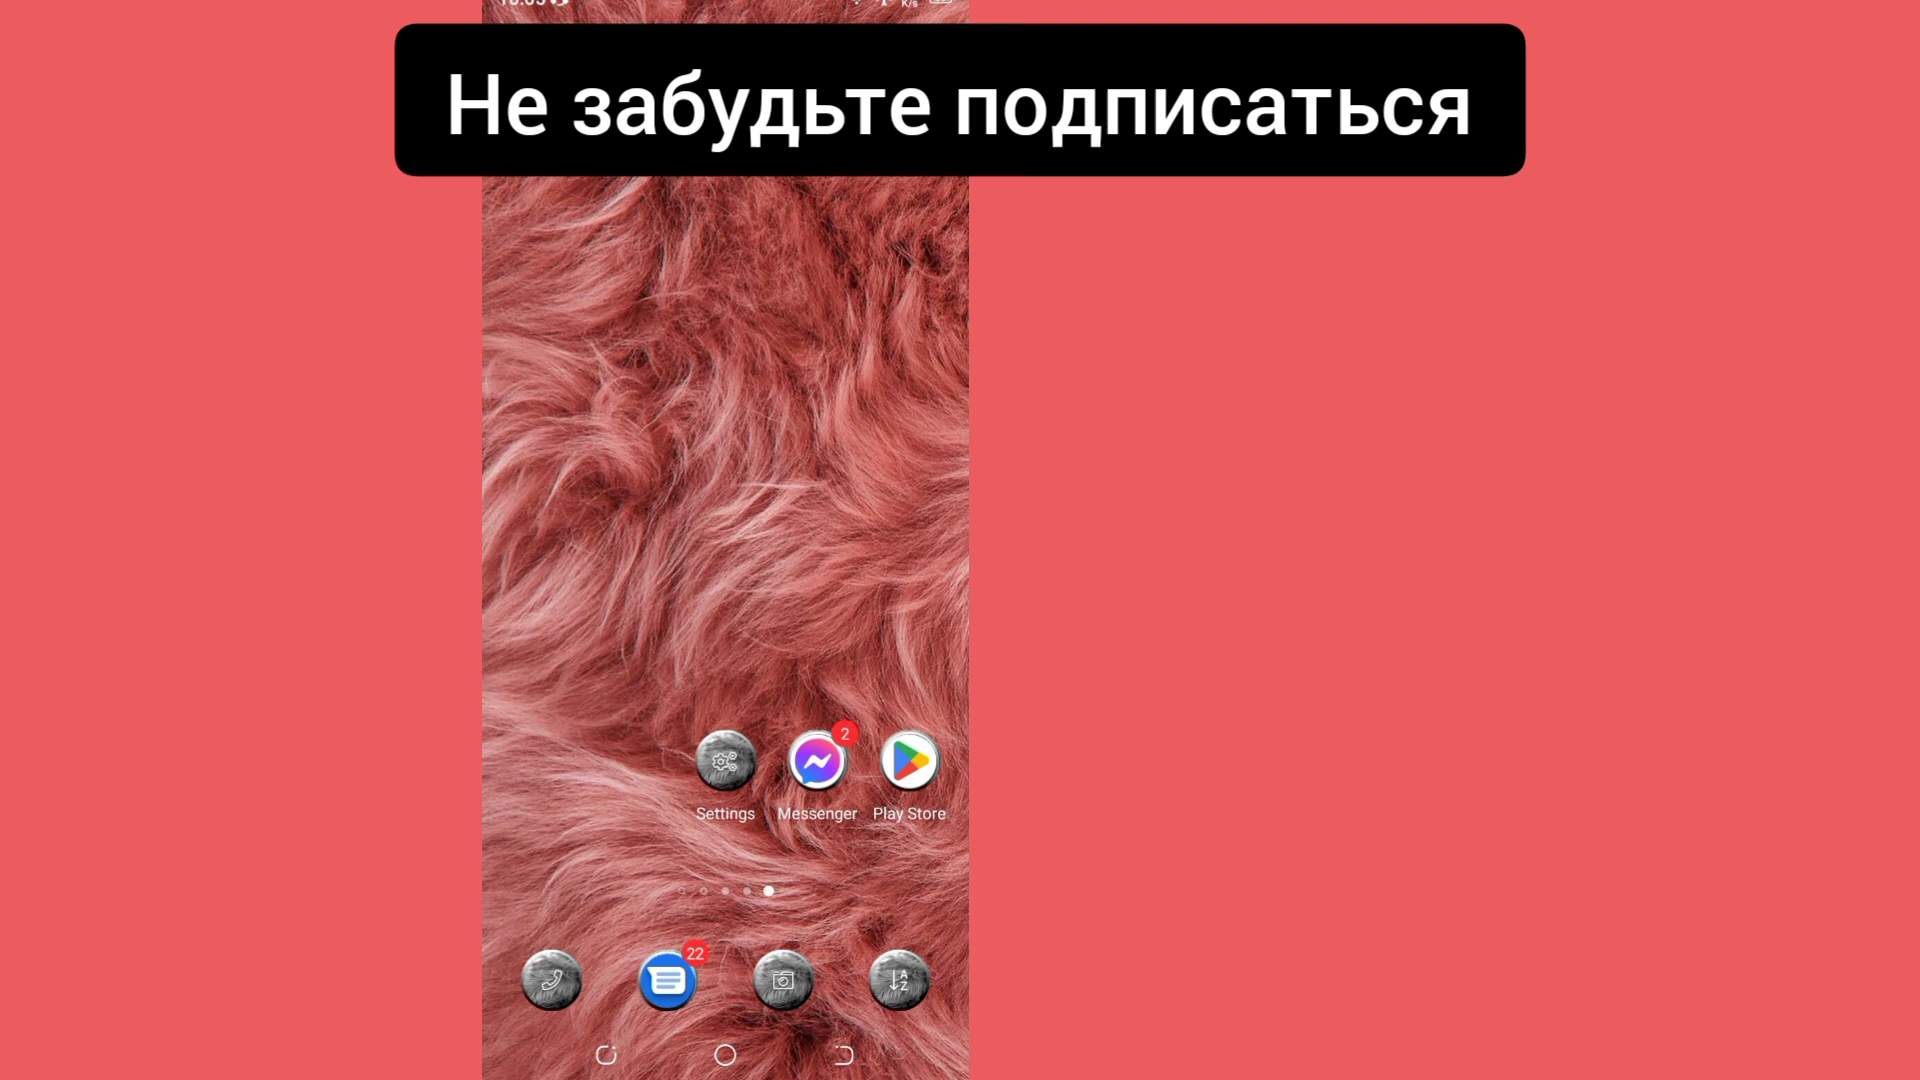 Не забудьте подписаться
K/s
2
Settings
Messenger
Play Store
22
A
Z